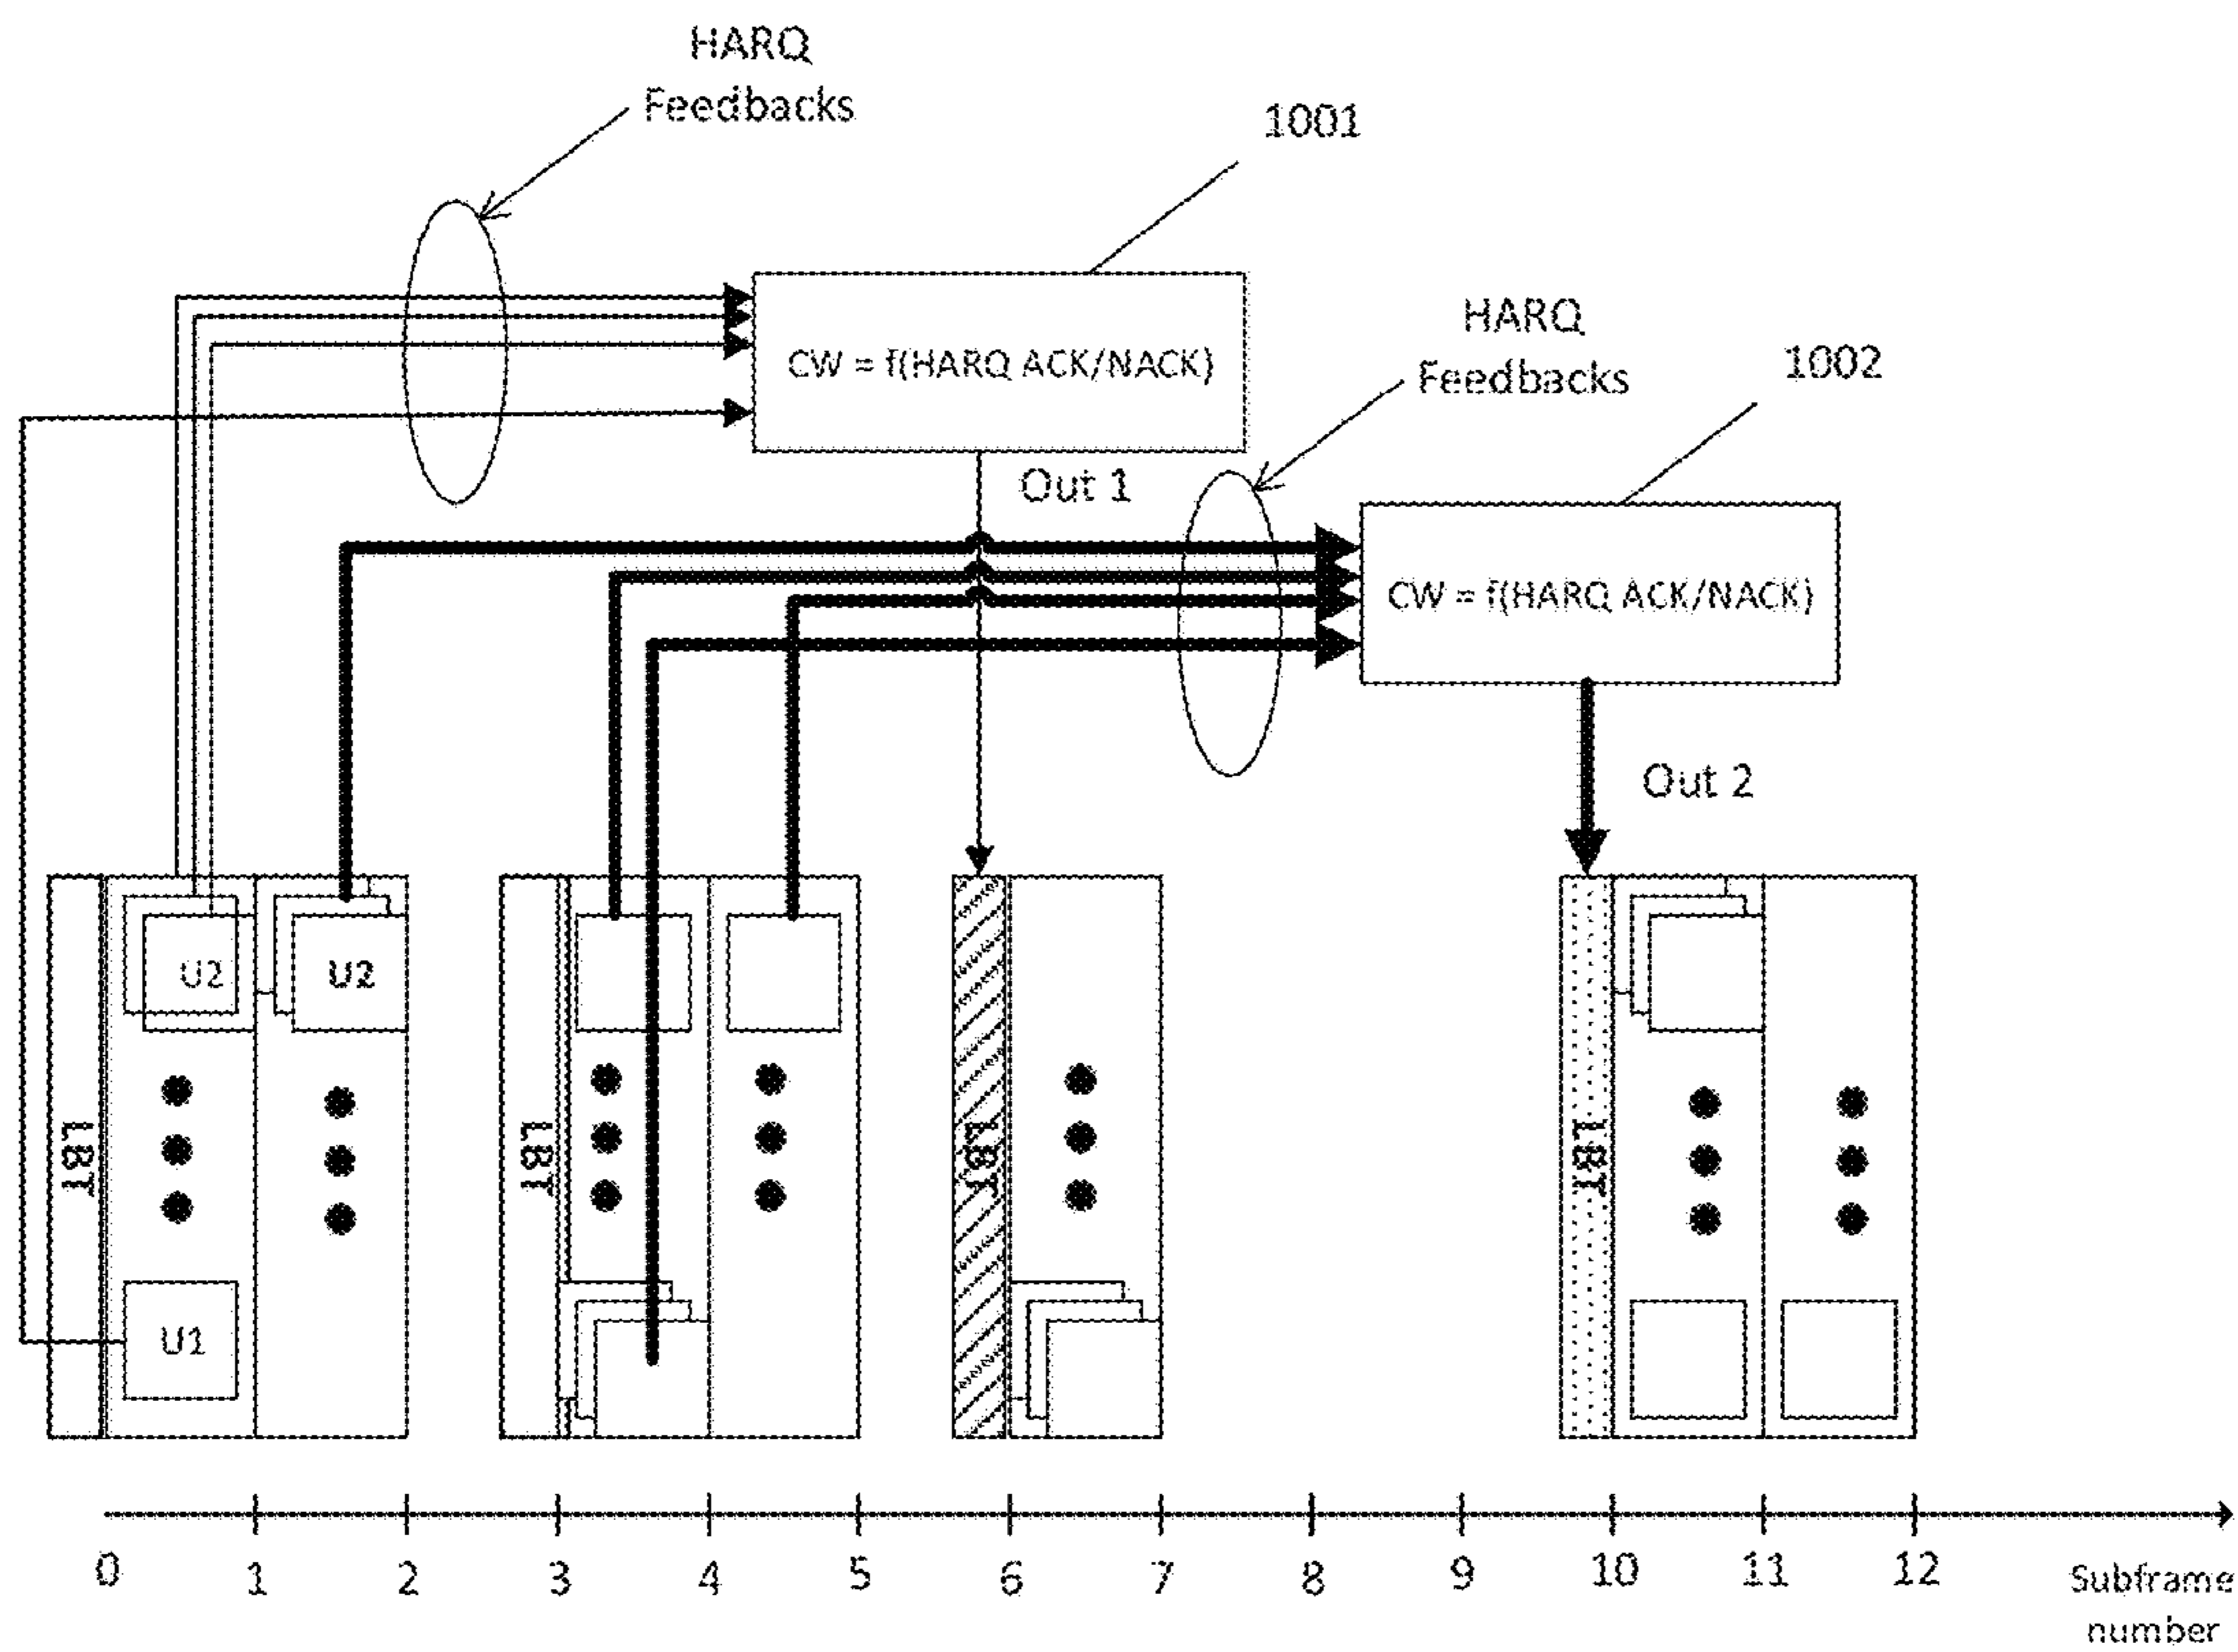 HARQ
Feedbacks
1001
CW = f(HARQ ACK/NACK)
HARQ
Feedbacks
1002
Out 1
CW = f(HARQ ACK/NACK)
Out 2
U2
U2
LBT
LBT
LBT
LBT
U1
0 1 2 3 4 5 6 7 8 9 10 11 12
Subframe
number